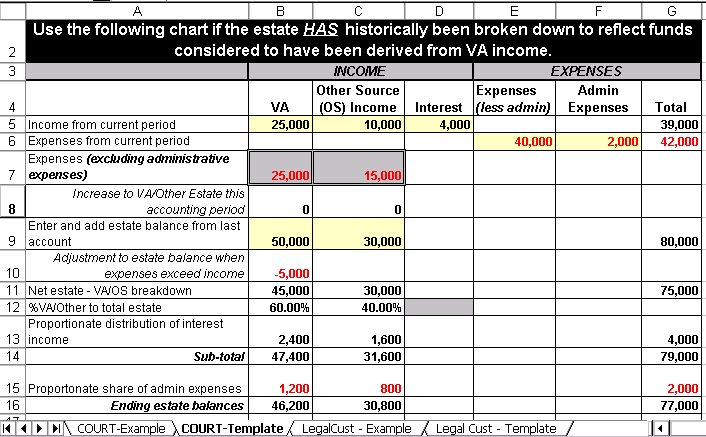 A B C D E F G
Use the following chart if the estate HAS historically been broken down to reflect funds
2 considered to have been derived from VA income.
3 INCOME EXPENSES
Other Source Expenses Admin
4 VA (OS) Income Interest (less admin) Expenses Total
5 Income from current period 25,000 10,000 4,000 39,000
6 Expenses from current period 40,000 2,000 42,000
Expenses (excluding administrative
7 expenses) 25,000 15,000
Increase to VA/Other Estate this
8 accounting period 0 0
Enter and add estate balance from last
9 account 50,000 30,000 80,000
Adjustment to estate balance when
10 expenses exceed income -5,000
11 Net estate - VA/OS breakdown 45,000 30,000 75,000
12 %VA/Other to total estate 60.00% 40.00%
Proportionate distribution of interest
13 income 2,400 1,600 4,000
14 Sub-total 47,400 31,600 79,000
15 Proportonate share of admin expenses 1,200 800 2,000
16 Ending estate balances 46,200 30,800 77,000
COURT-Example COURT-Template LegalCust - Example Legal Cust - Template